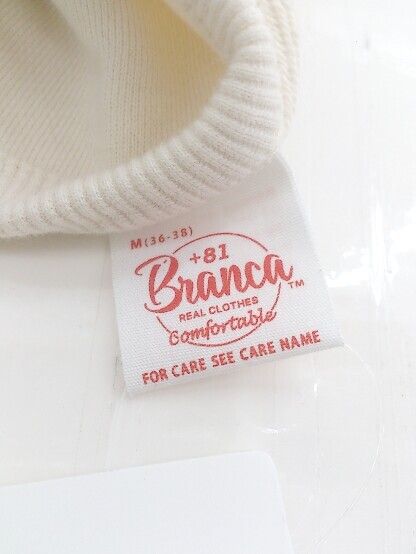 M(36-38)
+81
Branca
TM
REAL CLOTHES
Comfortable
FOR CARE SEE CARE NAME